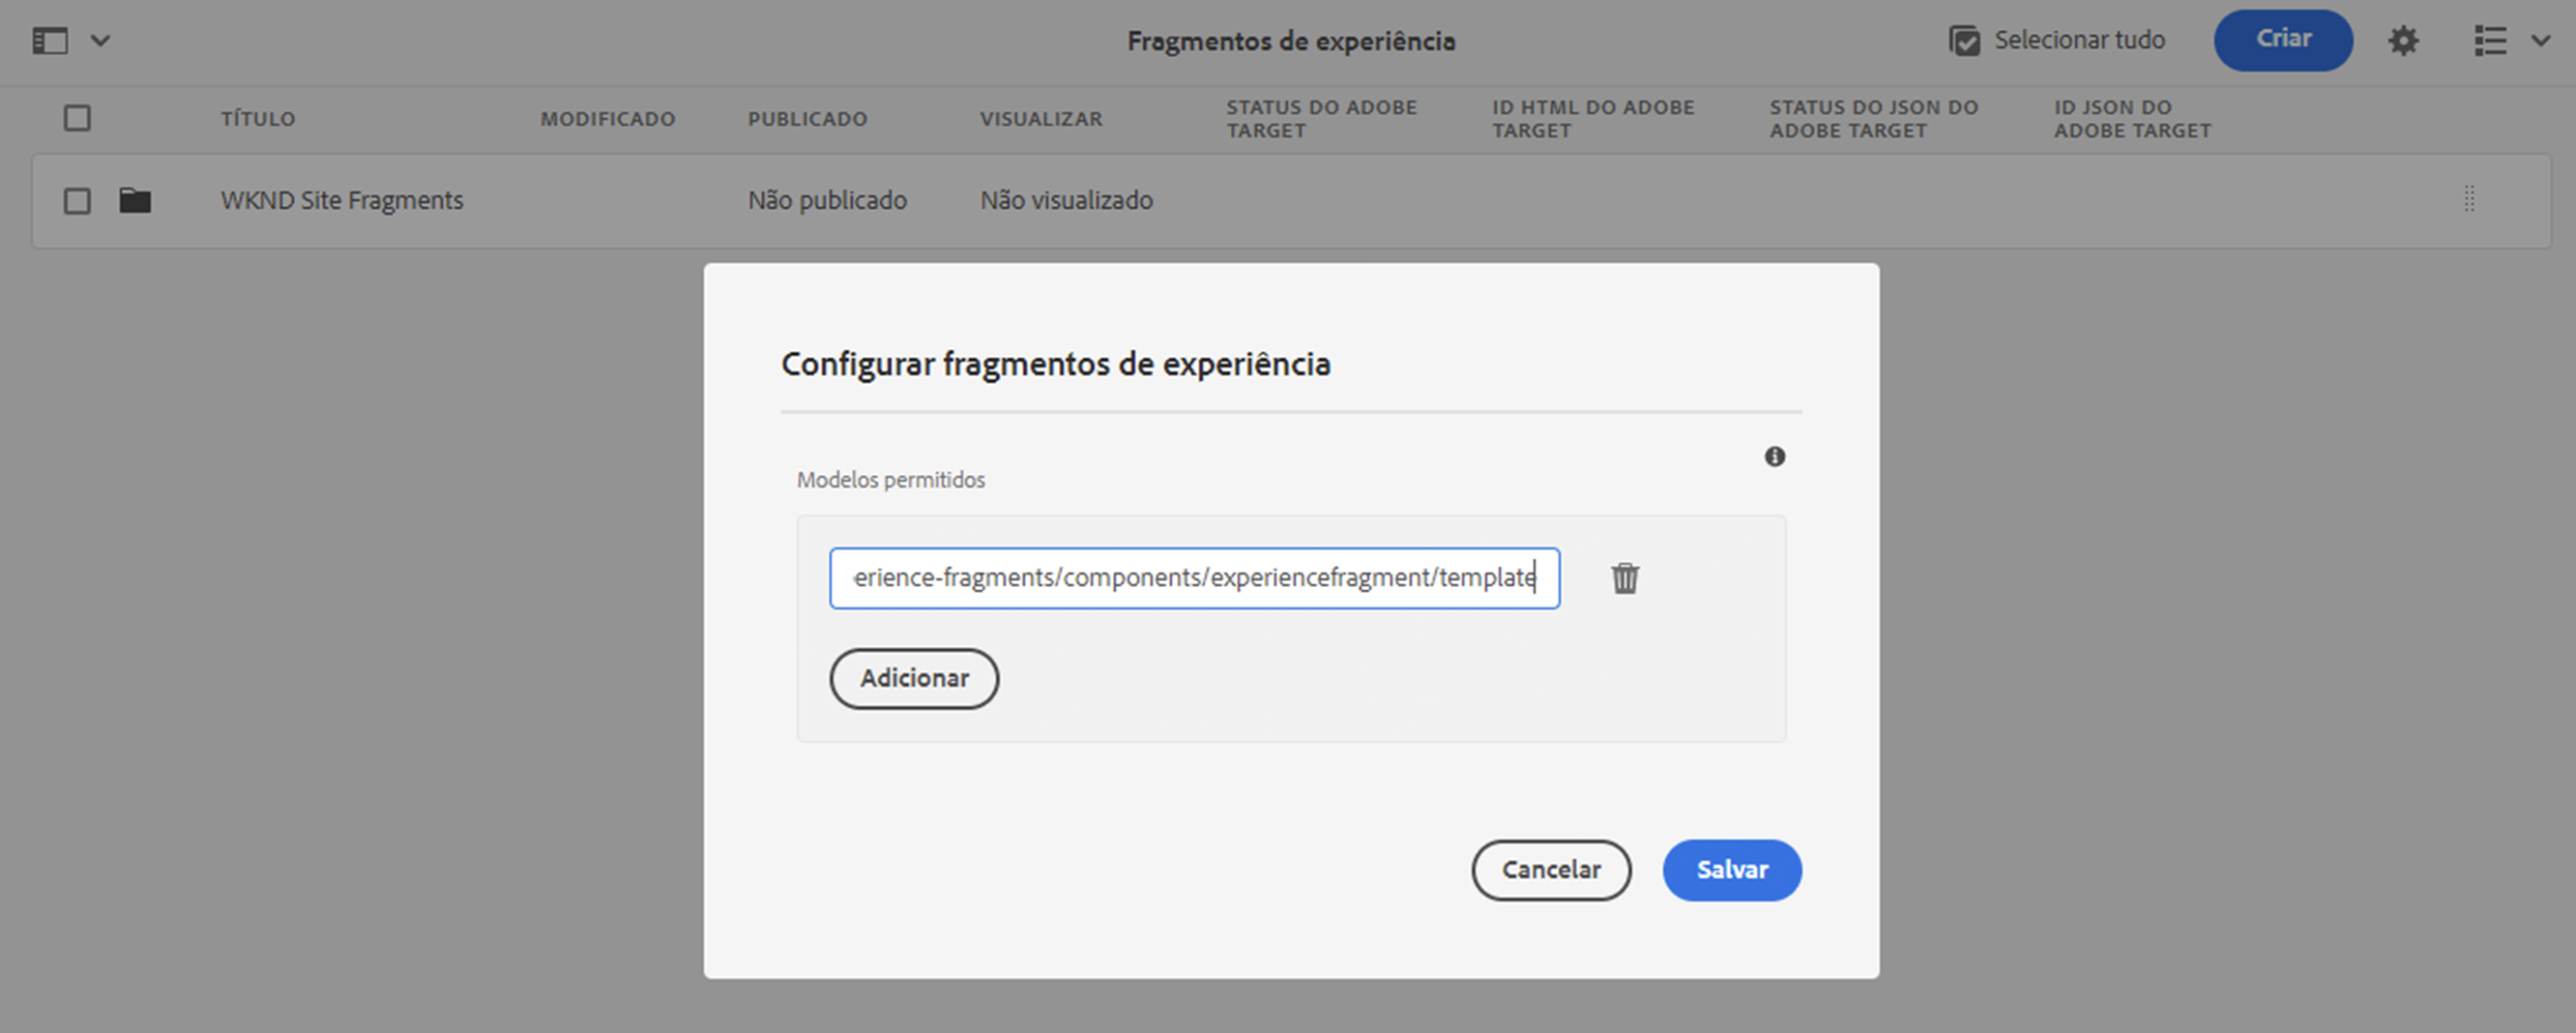 Fragmentos de experiência
Selecionar tudo
Criar
TÍTULO
MODIFICADO
PUBLICADO
VISUALIZAR
STATUS DO ADOBE
TARGET
ID HTML DO ADOBE
TARGET
STATUS DO JSON DO
ADOBE TARGET
ID JSON DO
ADOBE TARGET
WKND Site Fragments
Não publicado
Não visualizado
Configurar fragmentos de experiência
Modelos permitidos
erience-fragments/components/experiencefragment/template
Adicionar
Cancelar
Salvar